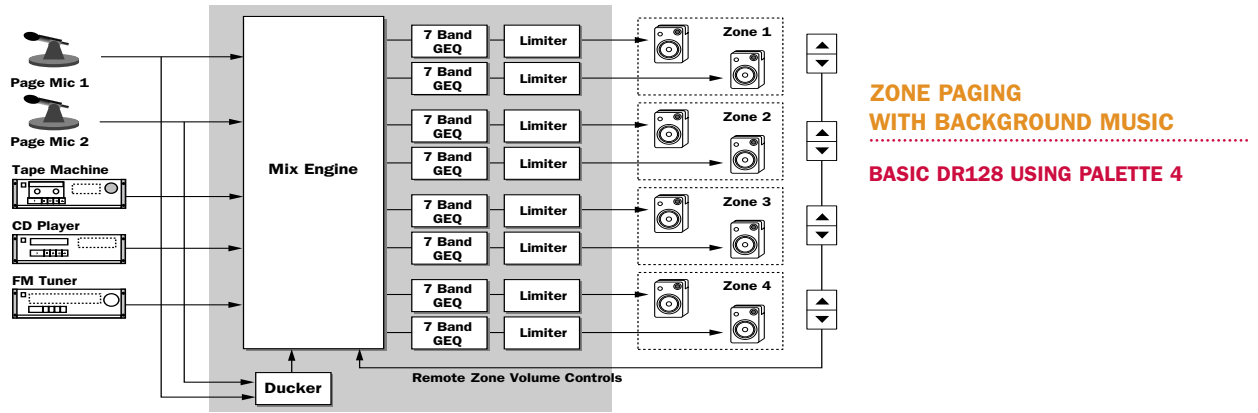 Page Mic 1
Page Mic 2
Tape Machine
CD Player
FM Tuner
Mix Engine
Ducker
7 Band
GEQ
Limiter
7 Band
GEQ
Limiter
7 Band
GEQ
Limiter
7 Band
GEQ
Limiter
7 Band
GEQ
Limiter
7 Band
GEQ
Limiter
7 Band
GEQ
Limiter
7 Band
GEQ
Limiter
Zone 1
Zone 2
Zone 3
Zone 4
Remote Zone Volume Controls
ZONE PAGING
WITH BACKGROUND MUSIC
BASIC DR128 USING PALETTE 4